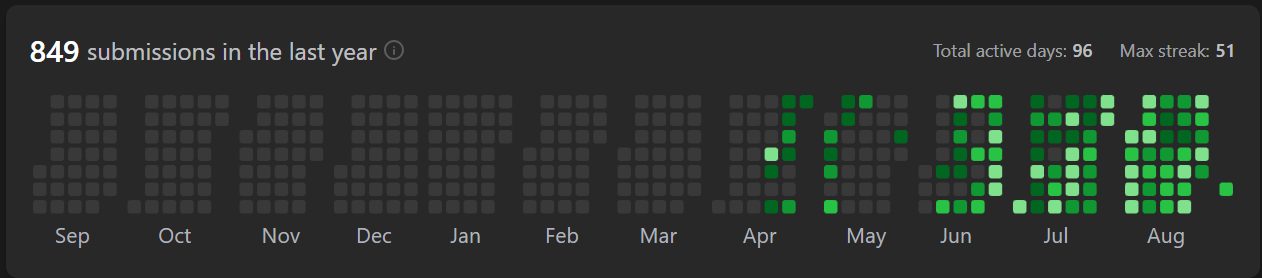 849 submissions in the last year
Total active days: 96 Max streak: 51
Sep Oct Nov Dec Jan Feb Mar Apr May Jun Jul Aug